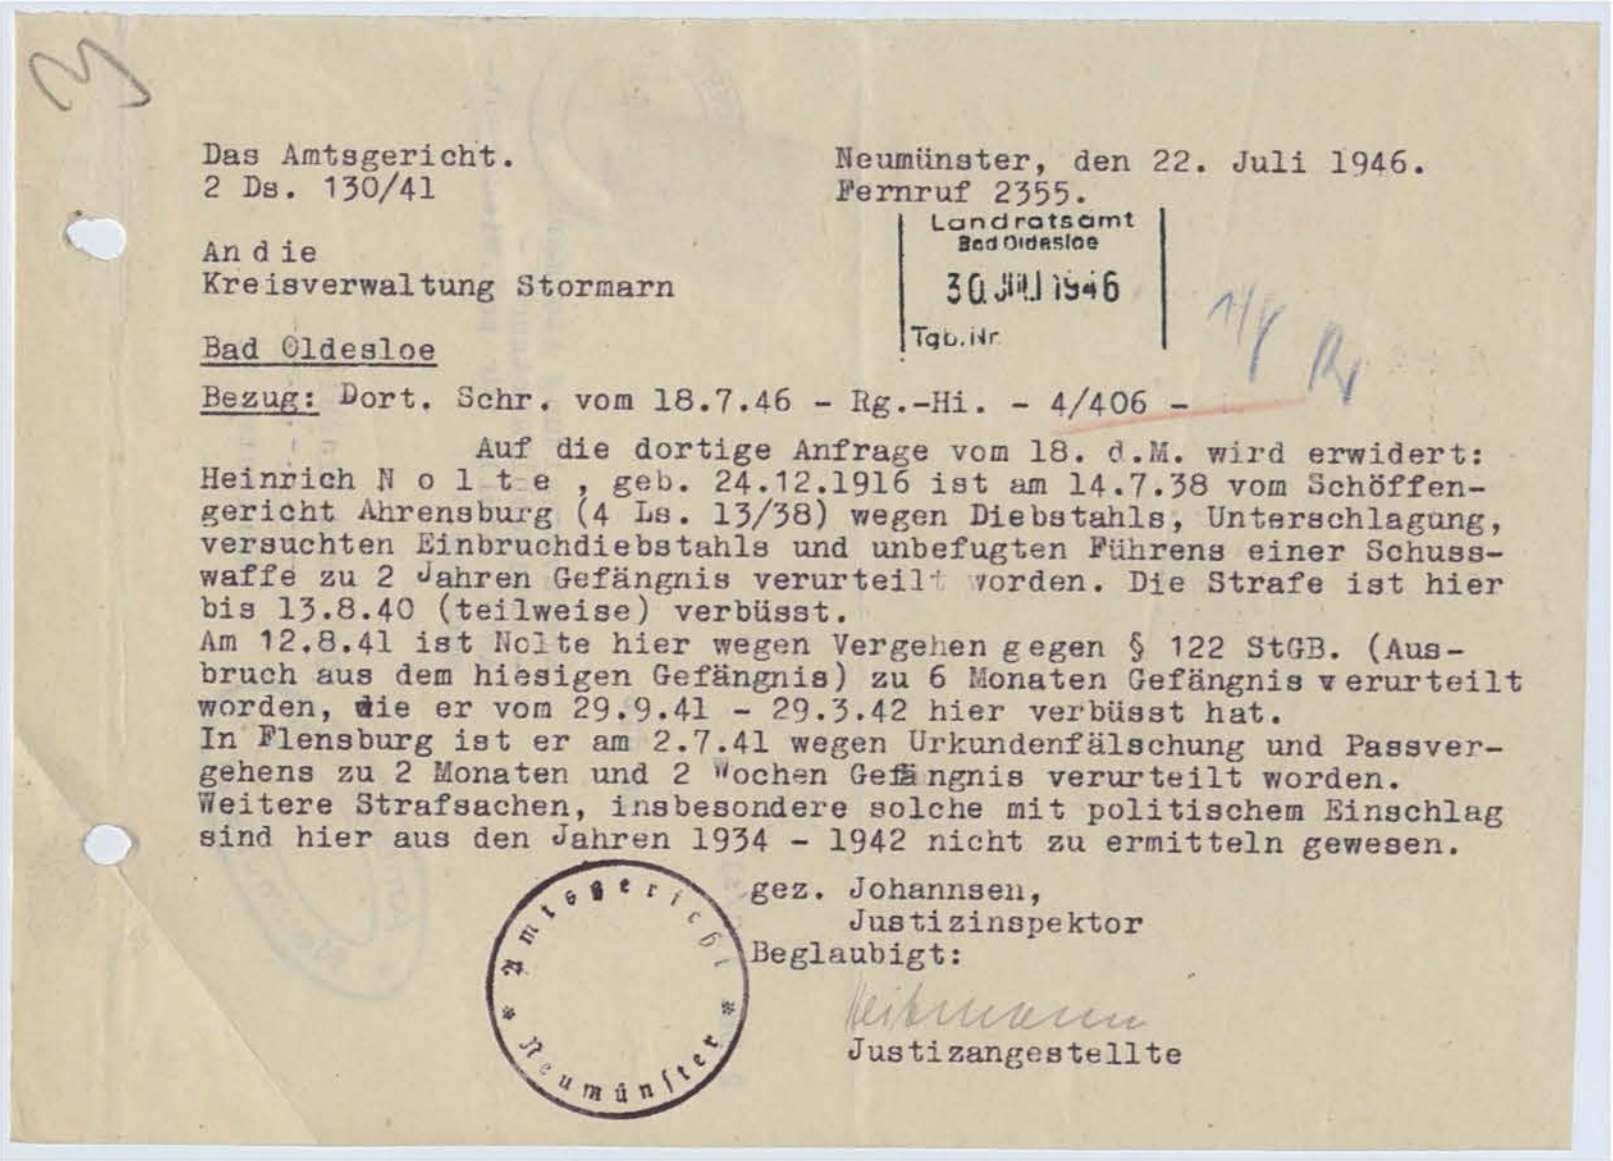 Das Amtsgericht.
2 Ds. 130/41
Neumünster, den 22. Juli 1946.
Fernruf 2355.
Landratsamt
Bad Oldesloe
30. JULI 1946
Tgb.Nr.
An die
Kreisverwaltung Stormarn
Bad Oldesloe
Bezug: Dort. Schr. vom 18.7.46 - Rg.-Hi. - 4/406 -
Auf die dortige Anfrage vom 18. d.M. wird erwidert:
Heinrich N o l t e , geb. 24.12.1916 ist am 14.7.38 vom Schöffen-
gericht Ahrensburg (4 Ls. 13/38) wegen Diebstahls, Unterschlagung,
versuchten Einbruchdiebstahls und unbefugten Führens einer Schuss-
waffe zu 2 Jahren Gefängnis verurteilt worden. Die Strafe ist hier
bis 13.8.40 (teilweise) verbüsst.
Am 12.8.41 ist Nolte hier wegen Vergehen gegen § 122 StGB. (Aus-
bruch aus dem hiesigen Gefängnis) zu 6 Monaten Gefängnis verurteilt
worden, die er vom 29.9.41 - 29.3.42 hier verbüsst hat.
In Flensburg ist er am 2.7.41 wegen Urkundenfälschung und Passver-
gehens zu 2 Monaten und 2 Wochen Gefängnis verurteilt worden.
Weitere Strafsachen, insbesondere solche mit politischem Einschlag
sind hier aus den Jahren 1934 - 1942 nicht zu ermitteln gewesen.
gez. Johannsen,
Justizinspektor
Beglaubigt:
Justizangestellte
Amtsgericht
* Neumünster *